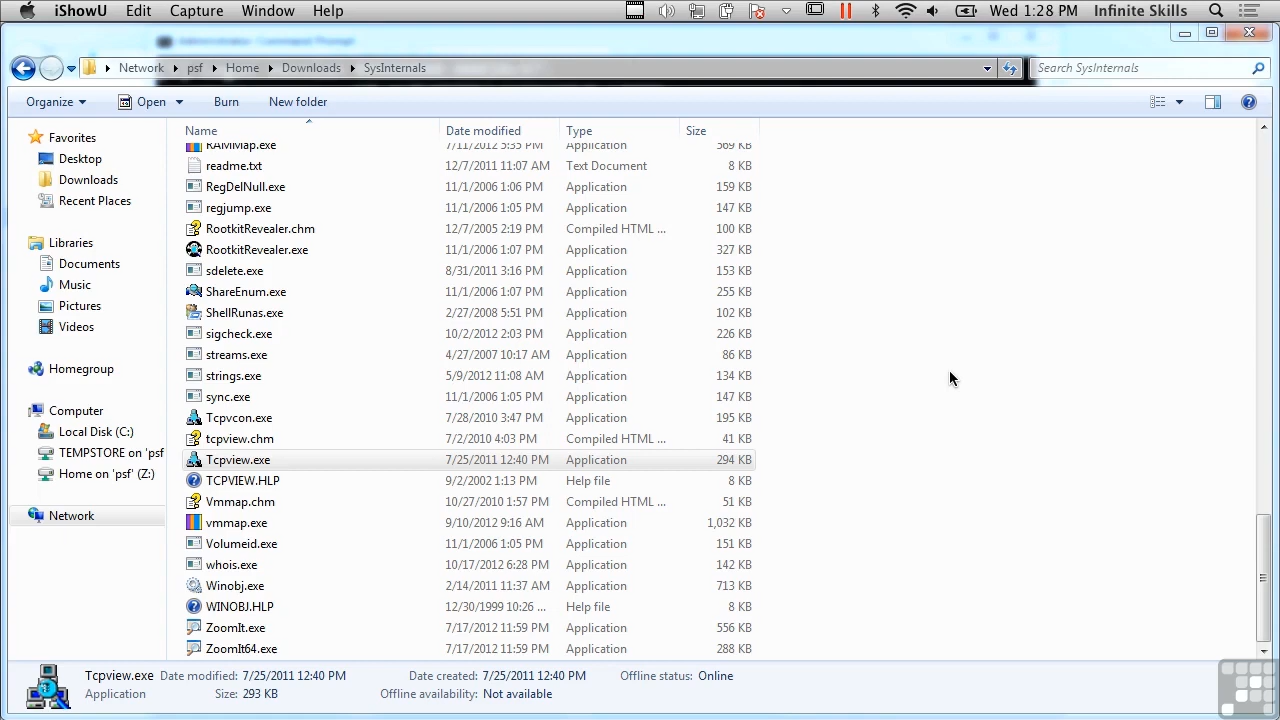 iShowU Edit Capture Window Help Wed 1:28 PM Infinite Skills
Administrator: Command Prompt
Network psf Home Downloads SysInternals Search SysInternals
Organize Open Burn New folder
Name Date modified Type Size
Favorites
Desktop
Downloads
Recent Places
Libraries
Documents
Music
Pictures
Videos
Homegroup
Computer
Local Disk (C:)
TEMPSTORE on 'psf
Home on 'psf' (Z:)
Network
RAMMap.exe 7/11/2012 3:35 PM Application 569 KB
readme.txt 12/7/2011 11:07 AM Text Document 8 KB
RegDelNull.exe 11/1/2006 1:06 PM Application 159 KB
regjump.exe 11/1/2006 1:05 PM Application 147 KB
RootkitRevealer.chm 12/7/2005 2:19 PM Compiled HTML ... 100 KB
RootkitRevealer.exe 11/1/2006 1:07 PM Application 327 KB
sdelete.exe 8/31/2011 3:16 PM Application 153 KB
ShareEnum.exe 11/1/2006 1:07 PM Application 255 KB
ShellRunas.exe 2/27/2008 5:51 PM Application 102 KB
sigcheck.exe 10/2/2012 2:03 PM Application 226 KB
streams.exe 4/27/2007 10:17 AM Application 86 KB
strings.exe 5/9/2012 11:08 AM Application 134 KB
sync.exe 11/1/2006 1:05 PM Application 147 KB
Tcpvcon.exe 7/28/2010 3:47 PM Application 195 KB
tcpview.chm 7/2/2010 4:03 PM Compiled HTML ... 41 KB
Tcpview.exe 7/25/2011 12:40 PM Application 294 KB
TCPVIEW.HLP 9/2/2002 1:13 PM Help file 8 KB
Vmmap.chm 10/27/2010 1:57 PM Compiled HTML ... 51 KB
vmmap.exe 9/10/2012 9:16 AM Application 1,032 KB
Volumeid.exe 11/1/2006 1:05 PM Application 151 KB
whois.exe 10/17/2012 6:28 PM Application 142 KB
Winobj.exe 2/14/2011 11:37 AM Application 713 KB
WINOBJ.HLP 12/30/1999 10:26 ... Help file 8 KB
ZoomIt.exe 7/17/2012 11:59 PM Application 556 KB
ZoomIt64.exe 7/17/2012 11:59 PM Application 288 KB
Tcpview.exe Date modified: 7/25/2011 12:40 PM Date created: 7/25/2011 12:40 PM Offline status: Online
Application Size: 293 KB Offline availability: Not available